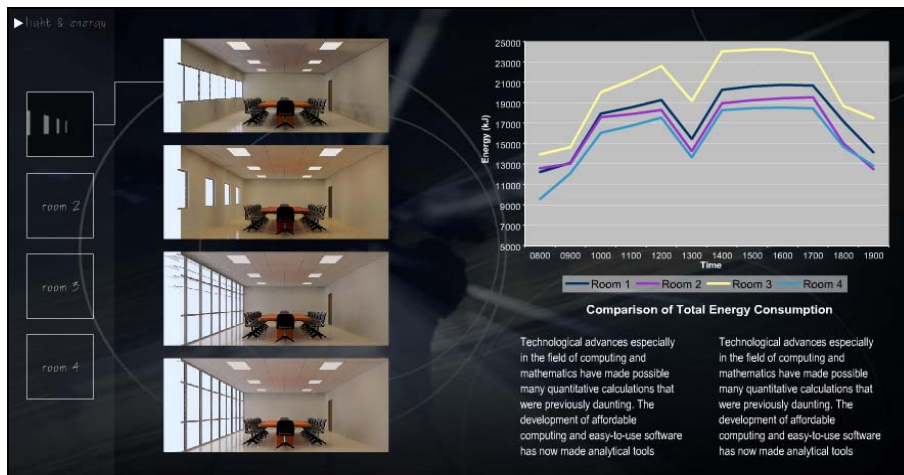 light & energy
room 2
room 3
room 4
25000
23000
21000
19000
17000
15000
13000
11000
9000
7000
5000
Energy (kJ)
0800 0900 1000 1100 1200 1300 1400 1500 1600 1700 1800 1900
Time
Room 1 Room 2 Room 3 Room 4
Comparison of Total Energy Consumption
Technological advances especially
in the field of computing and
mathematics have made possible
many quantitative calculations that
were previously daunting. The
development of affordable
computing and easy-to-use software
has now made analytical tools
Technological advances especially
in the field of computing and
mathematics have made possible
many quantitative calculations that
were previously daunting. The
development of affordable
computing and easy-to-use software
has now made analytical tools